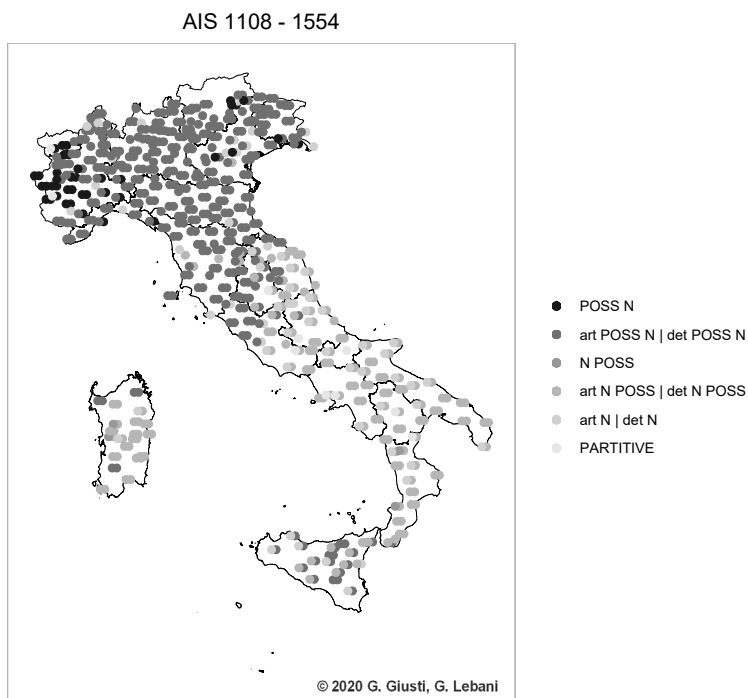 AIS 1108 - 1554
POSS N
art POSS N | det POSS N
N POSS
art N POSS | det N POSS
art N | det N
PARTITIVE
© 2020 G. Giusti, G. Lebani